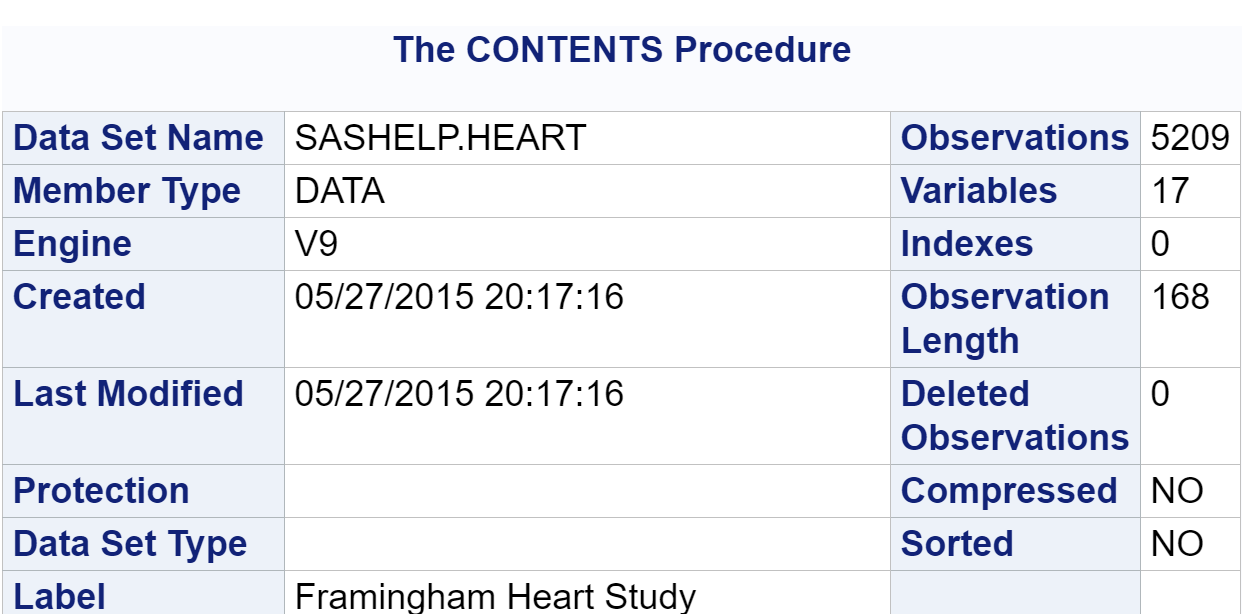 The CONTENTS Procedure
Data Set Name SASHELP.HEART Observations 5209
Member Type DATA Variables 17
Engine V9 Indexes 0
Created 05/27/2015 20:17:16 Observation 168
Length
Last Modified 05/27/2015 20:17:16 Deleted 0
Observations
Protection Compressed NO
Data Set Type Sorted NO
Label Framingham Heart Study